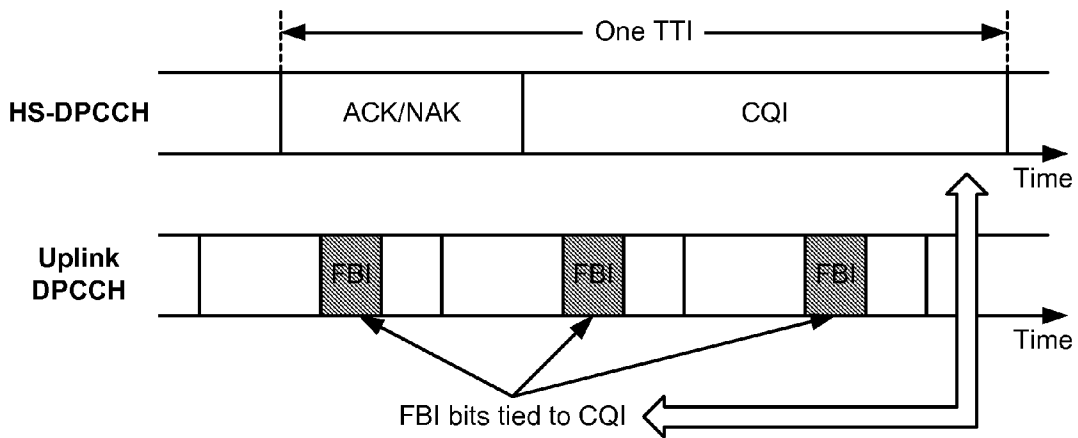 One TTI
HS-DPCCH
ACK/NAK
CQI
Time
Uplink
DPCCH
FBI
FBI
FBI
Time
FBI bits tied to CQI